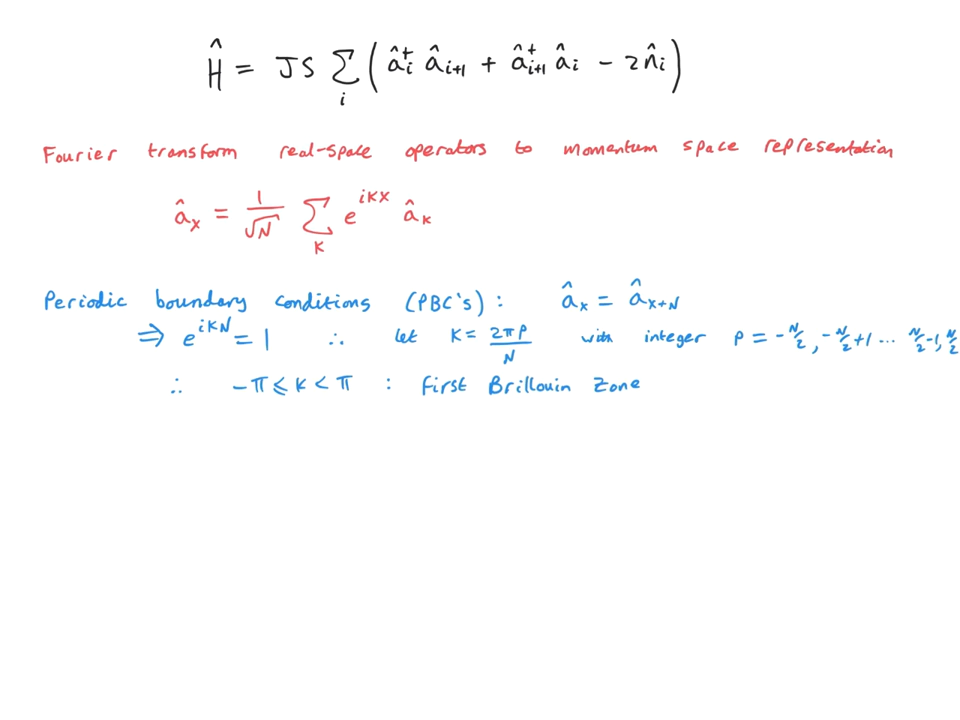 Ĥ = JS ∑_i ( â_i† â_{i+1} + â_{i+1}† â_i - 2n̂_i )
Fourier transform real-space operators to momentum space representation
â_x = 1/√N ∑_k e^{ikx} â_k
Periodic boundary conditions (PBC's) : â_x = â_{x+N}
⇒ e^{ikN} = 1 ∴ let k = 2πp/N with integer p = -N/2, -N/2+1 ... N/2-1, N/2
∴ -π ⩽ k < π : First Brillouin Zone